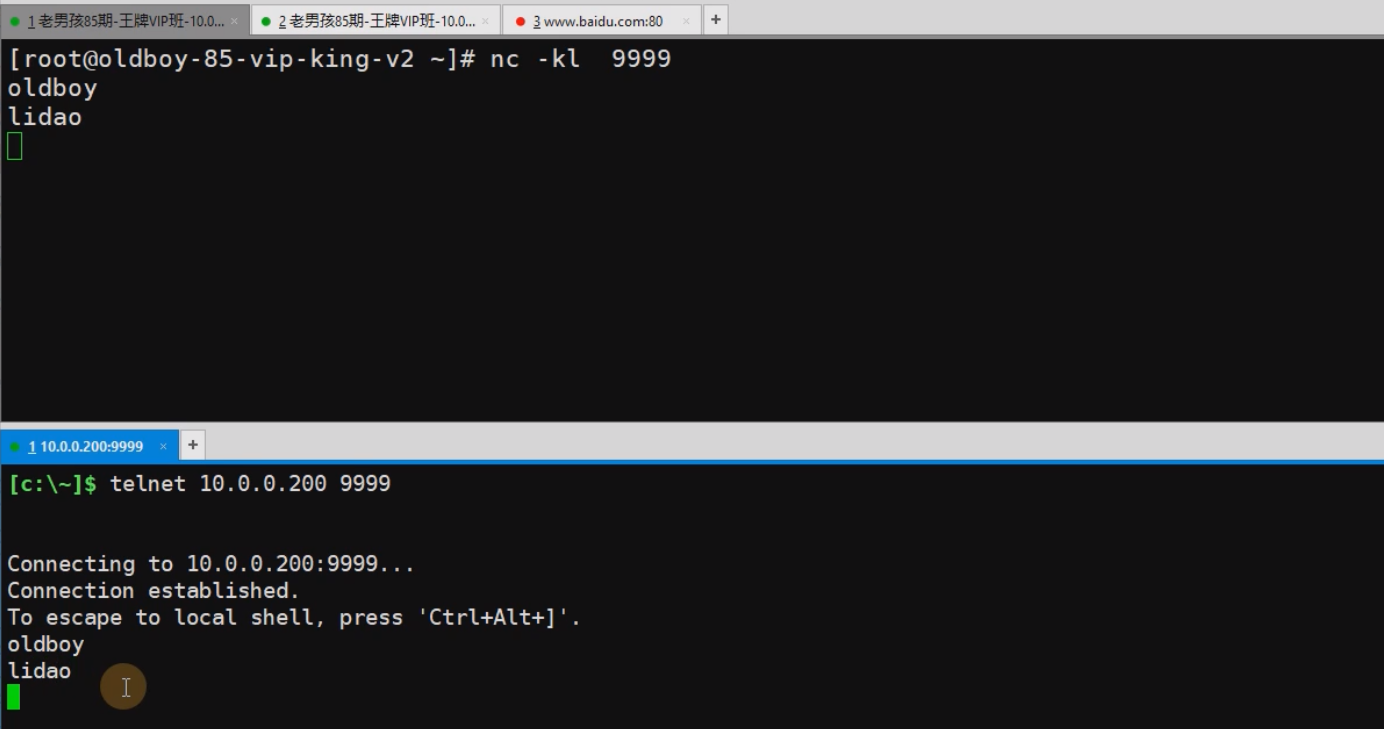 1 老男孩85期-王牌VIP班-10.0... × 2 老男孩85期-王牌VIP班-10.0... × 3 www.baidu.com:80 × +
[root@oldboy-85-vip-king-v2 ~]# nc -kl  9999
oldboy
lidao
1 10.0.0.200:9999 × +
[c:\~]$ telnet 10.0.0.200 9999
Connecting to 10.0.0.200:9999...
Connection established.
To escape to local shell, press 'Ctrl+Alt+]'.
oldboy
lidao